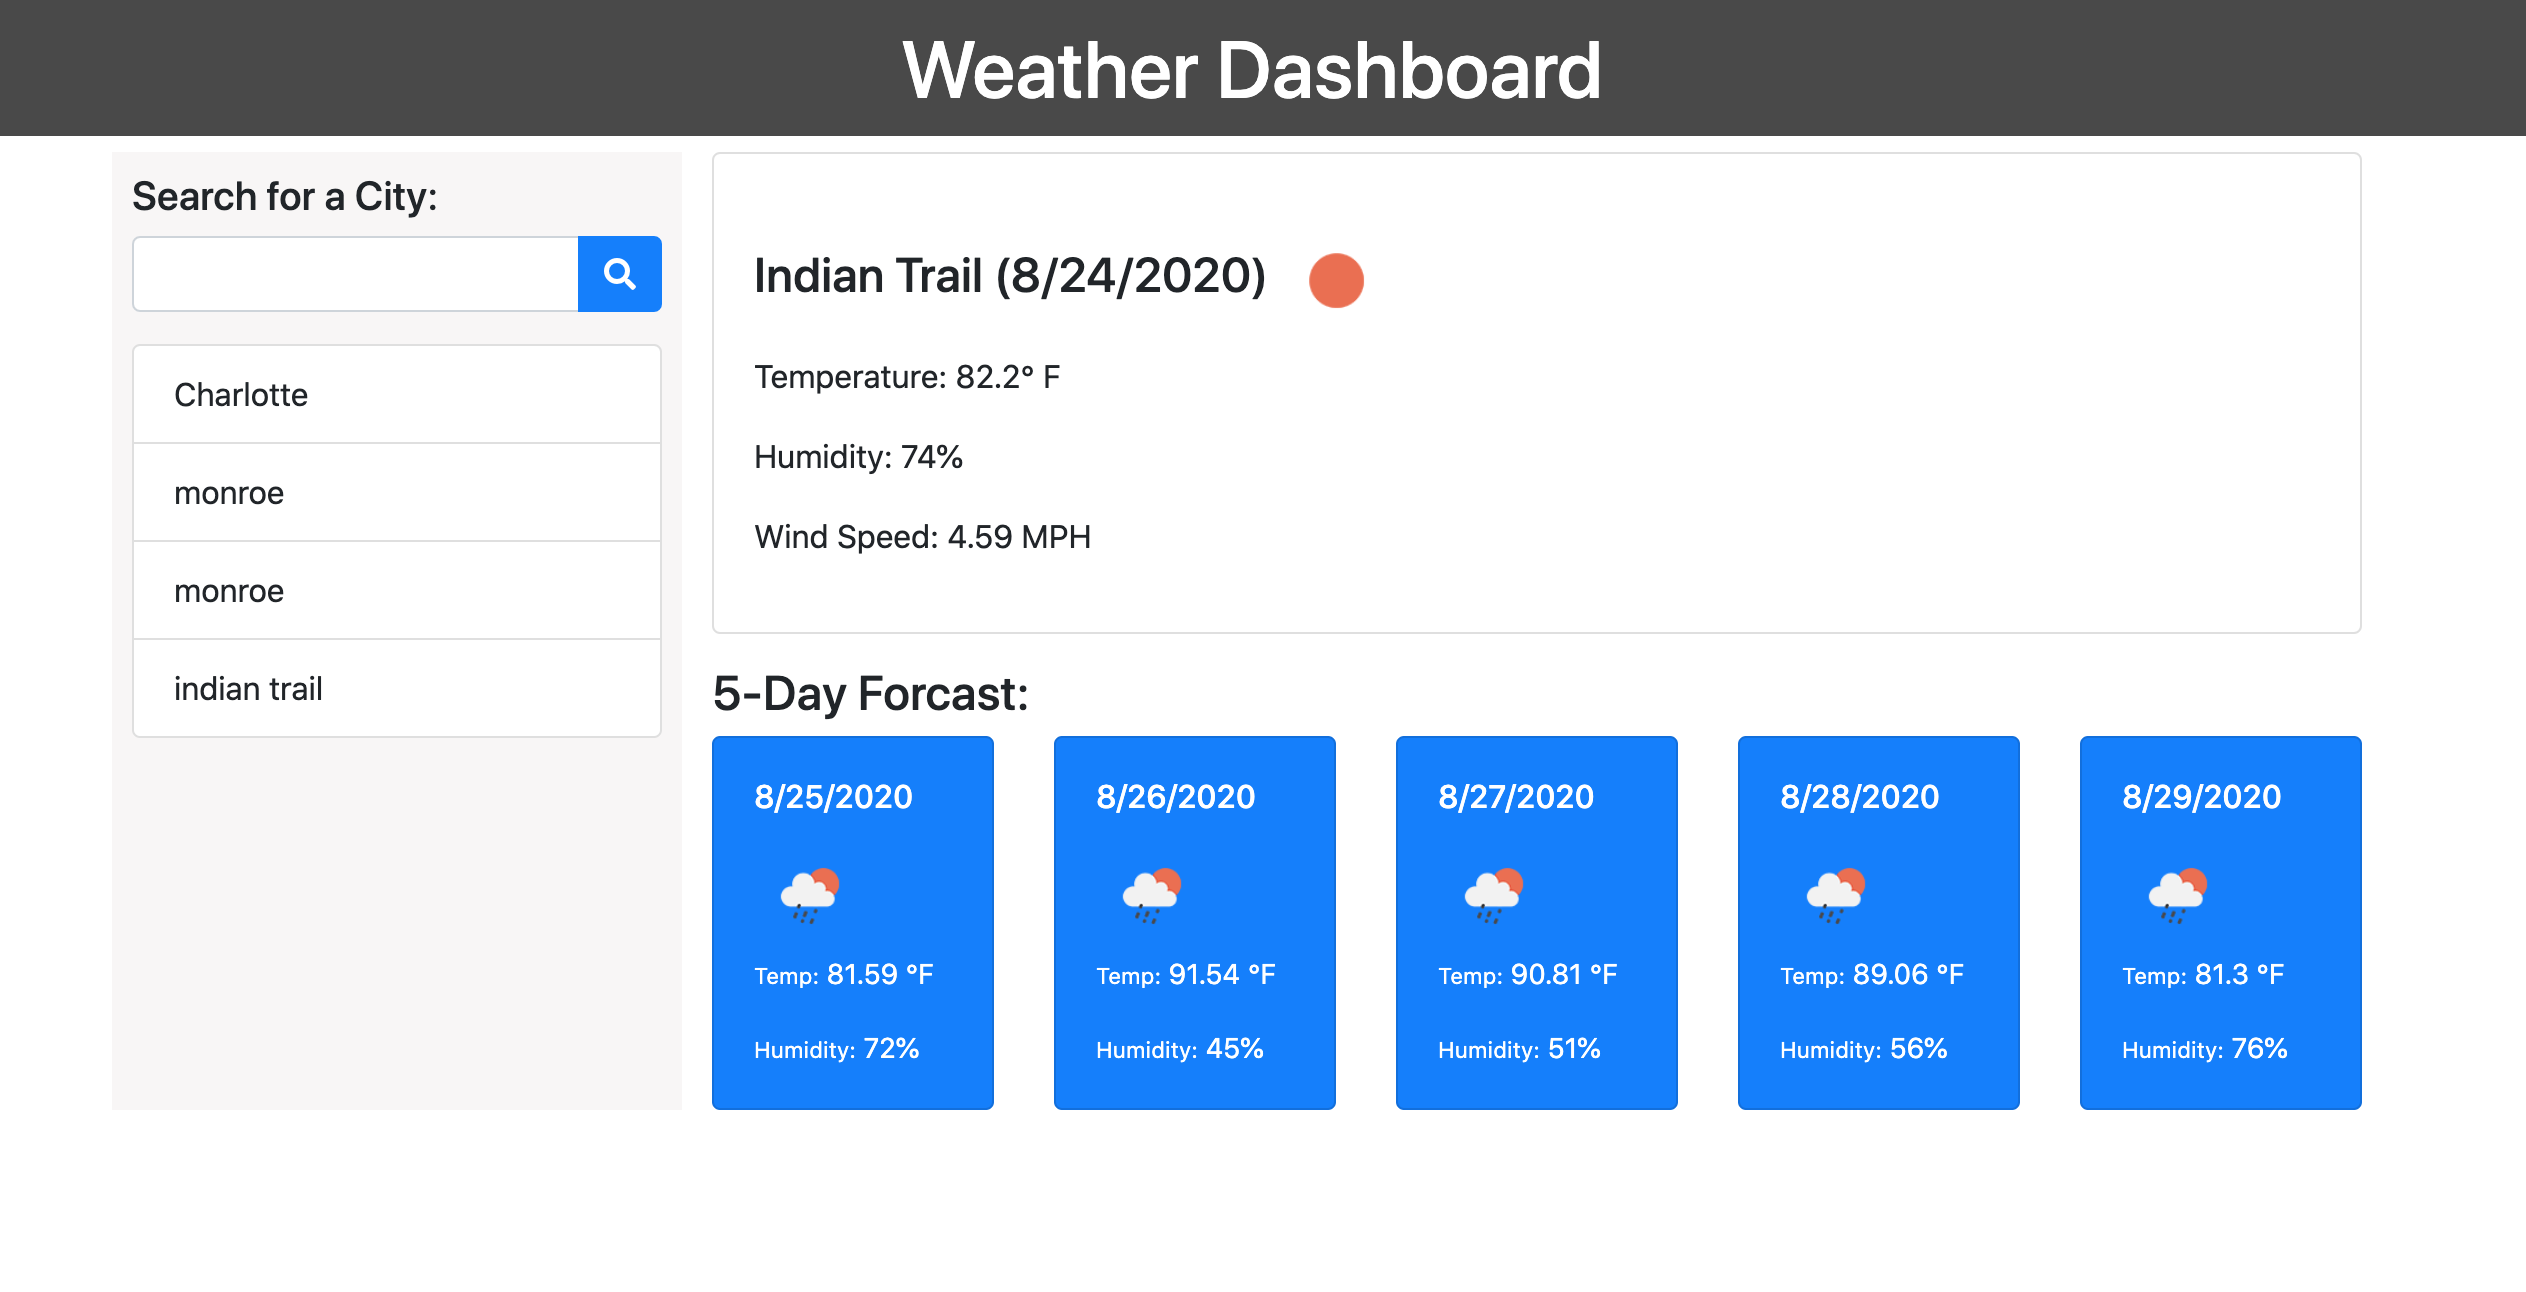 Weather Dashboard
Search for a City:
Charlotte
monroe
monroe
indian trail
Indian Trail (8/24/2020)
Temperature: 82.2° F
Humidity: 74%
Wind Speed: 4.59 MPH
5-Day Forcast:
8/25/2020
Temp: 81.59 °F
Humidity: 72%
8/26/2020
Temp: 91.54 °F
Humidity: 45%
8/27/2020
Temp: 90.81 °F
Humidity: 51%
8/28/2020
Temp: 89.06 °F
Humidity: 56%
8/29/2020
Temp: 81.3 °F
Humidity: 76%